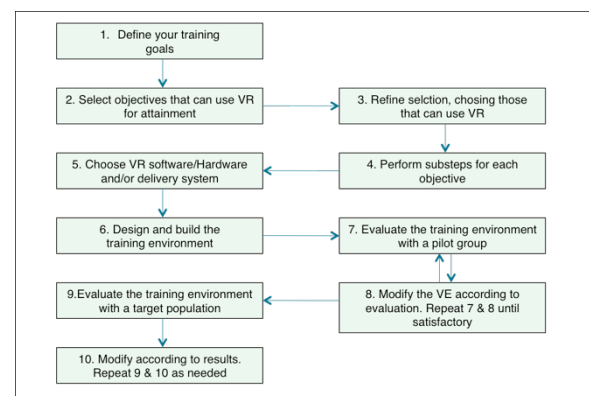 1. Define your training
goals
2. Select objectives that can use VR
for attainment
3. Refine selction, chosing those
that can use VR
4. Perform substeps for each
objective
5. Choose VR software/Hardware
and/or delivery system
6. Design and build the
training environment
7. Evaluate the training environment
with a pilot group
8. Modify the VE according to
evaluation. Repeat 7 & 8 until
satisfactory
9.Evaluate the training environment
with a target population
10. Modify according to results.
Repeat 9 & 10 as needed